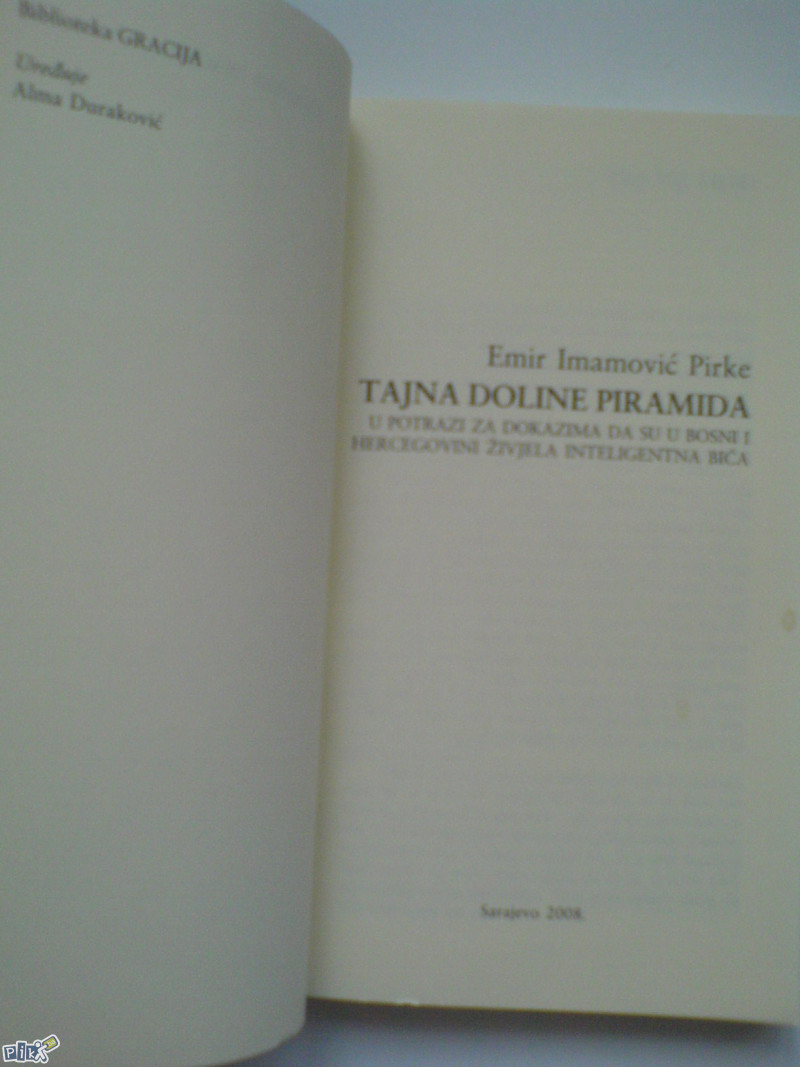 Biblioteka GRACIJA
Uređuje
Alma Duraković
Emir Imamović Pirke
TAJNA DOLINE PIRAMIDA
U POTRAZI ZA DOKAZIMA DA SU U BOSNI I
HERCEGOVINI ŽIVJELA INTELIGENTNA BIĆA
Sarajevo 2008.
pik